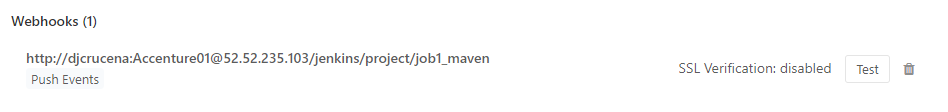 Webhooks (1)
http://djcrucena:Accenture01@52.52.235.103/jenkins/project/job1_maven
SSL Verification: disabled
Test
Push Events